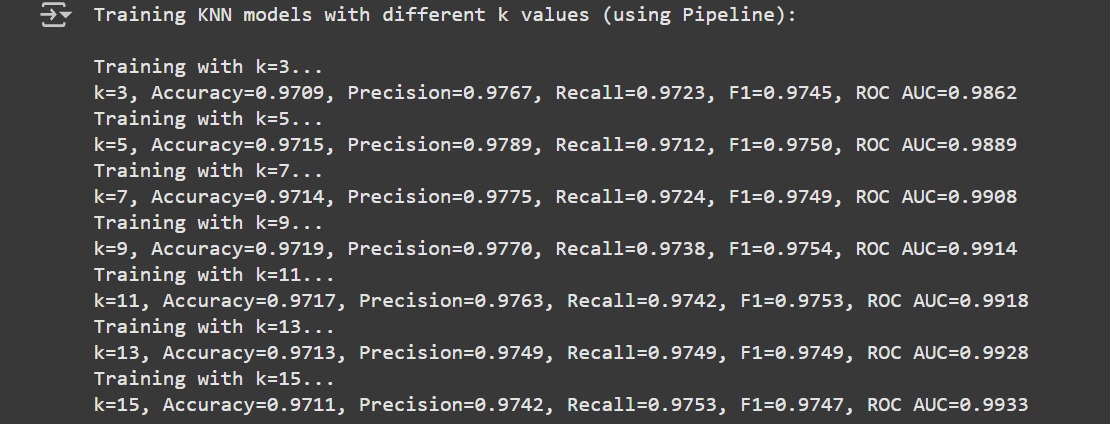 Training KNN models with different k values (using Pipeline):
Training with k=3...
k=3, Accuracy=0.9709, Precision=0.9767, Recall=0.9723, F1=0.9745, ROC AUC=0.9862
Training with k=5...
k=5, Accuracy=0.9715, Precision=0.9789, Recall=0.9712, F1=0.9750, ROC AUC=0.9889
Training with k=7...
k=7, Accuracy=0.9714, Precision=0.9775, Recall=0.9724, F1=0.9749, ROC AUC=0.9908
Training with k=9...
k=9, Accuracy=0.9719, Precision=0.9770, Recall=0.9738, F1=0.9754, ROC AUC=0.9914
Training with k=11...
k=11, Accuracy=0.9717, Precision=0.9763, Recall=0.9742, F1=0.9753, ROC AUC=0.9918
Training with k=13...
k=13, Accuracy=0.9713, Precision=0.9749, Recall=0.9749, F1=0.9749, ROC AUC=0.9928
Training with k=15...
k=15, Accuracy=0.9711, Precision=0.9742, Recall=0.9753, F1=0.9747, ROC AUC=0.9933